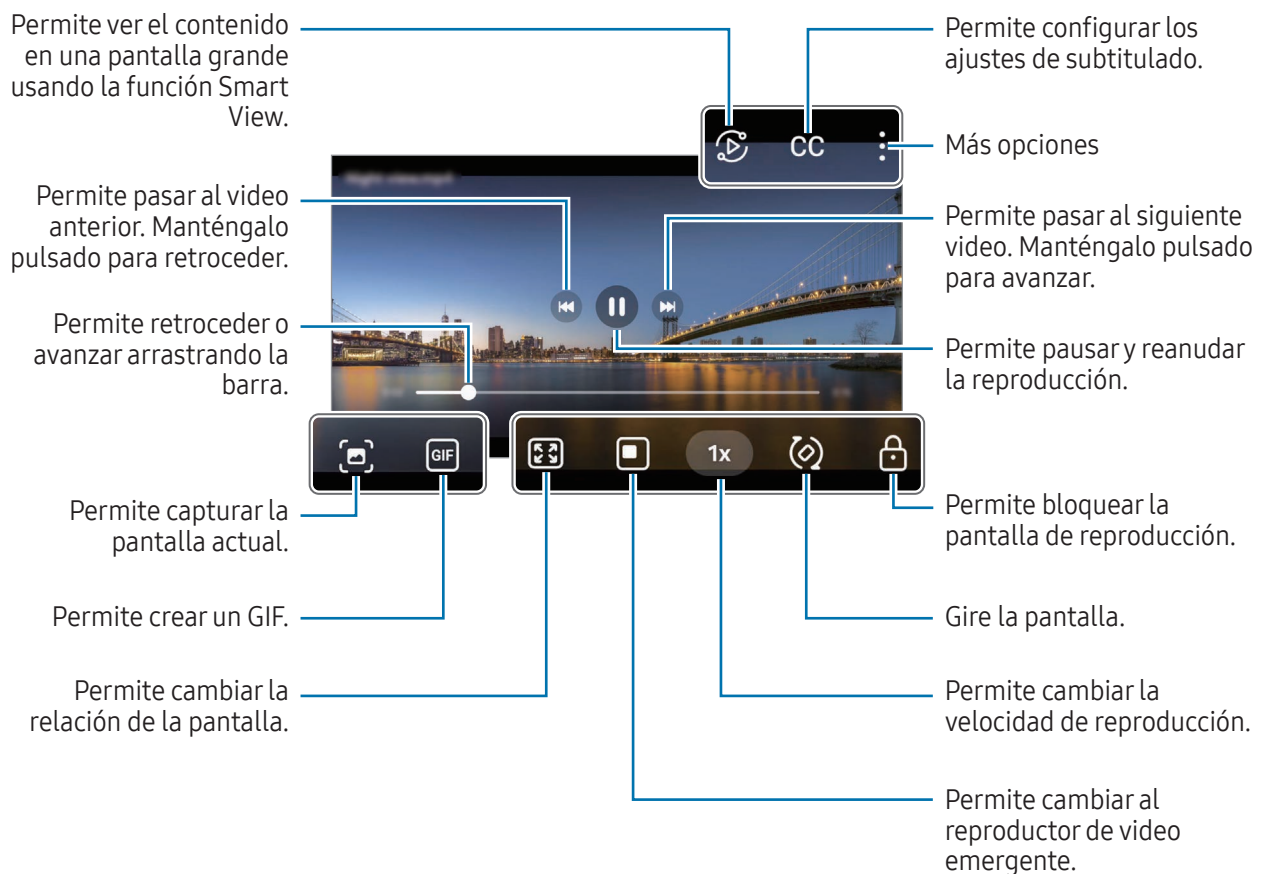 Permite ver el contenido
en una pantalla grande
usando la función Smart
View.
Permite configurar los
ajustes de subtitulado.
CC
Más opciones
Permite pasar al video
anterior. Manténgalo
pulsado para retroceder.
Permite pasar al siguiente
video. Manténgalo pulsado
para avanzar.
Permite retroceder o
avanzar arrastrando la
barra.
Permite pausar y reanudar
la reproducción.
GIF
1x
Permite capturar la
pantalla actual.
Permite bloquear la
pantalla de reproducción.
Permite crear un GIF.
Gire la pantalla.
Permite cambiar la
relación de la pantalla.
Permite cambiar la
velocidad de reproducción.
Permite cambiar al
reproductor de video
emergente.